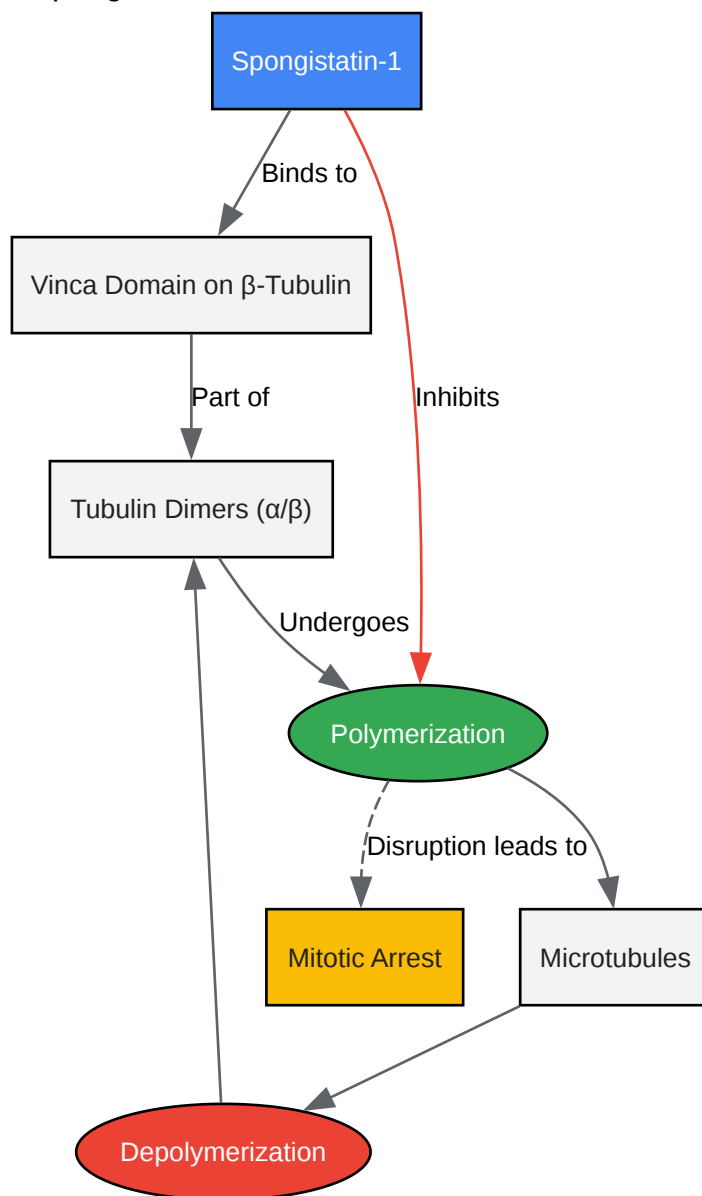 Spongistatin-1
Binds to
Vinca Domain on β-Tubulin
Part of
Inhibits
Tubulin Dimers (α/β)
Undergoes
Polymerization
Disruption leads to
Mitotic Arrest
Microtubules
Depolymerization